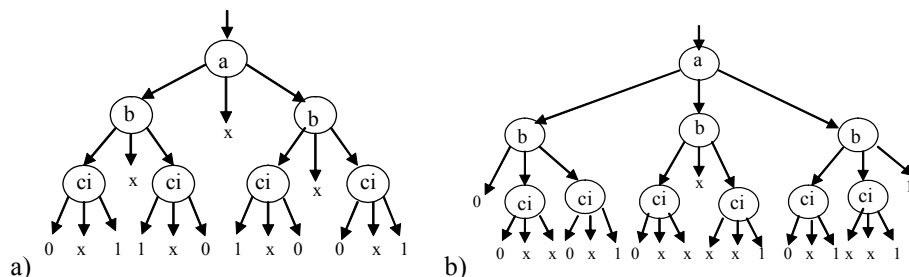 a
b
x
b
ci x ci ci x ci
0 x 1 1 x 0 1 x 0 0 x 1
a)
a
b b b
x
0 ci ci ci ci ci ci 1
0 x x 0 x 1 0 x x x x 1 0 x 1 x x 1
b)